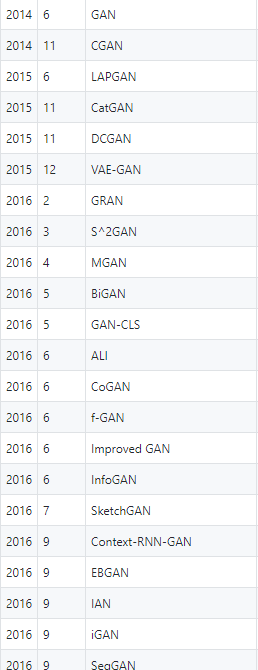 2014 6 GAN
2014 11 CGAN
2015 6 LAPGAN
2015 11 CatGAN
2015 11 DCGAN
2015 12 VAE-GAN
2016 2 GRAN
2016 3 S^2GAN
2016 4 MGAN
2016 5 BiGAN
2016 5 GAN-CLS
2016 6 ALI
2016 6 CoGAN
2016 6 f-GAN
2016 6 Improved GAN
2016 6 InfoGAN
2016 7 SketchGAN
2016 9 Context-RNN-GAN
2016 9 EBGAN
2016 9 IAN
2016 9 iGAN
2016 9 SeqGAN